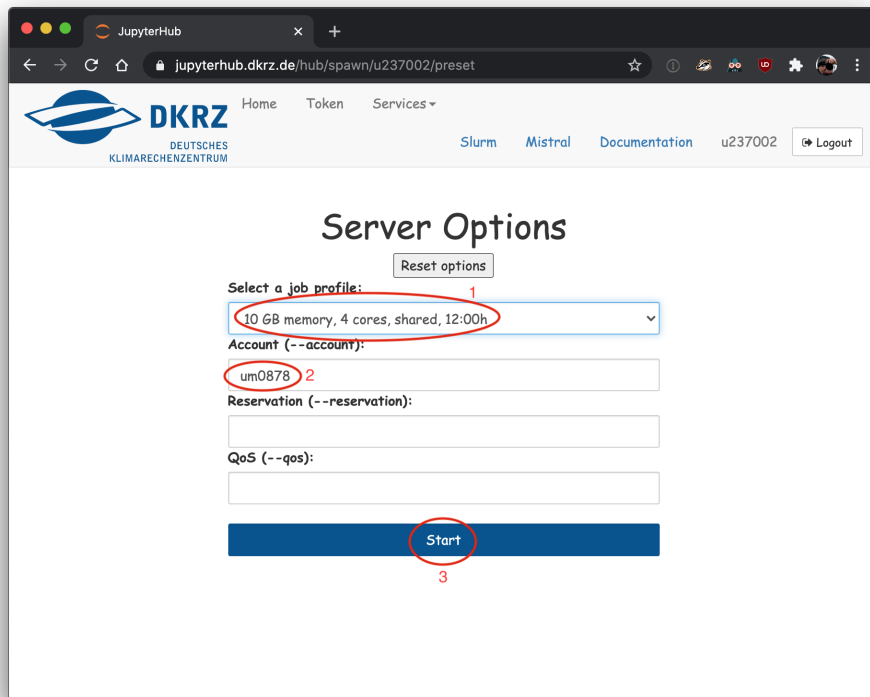 JupyterHub
jupyterhub.dkrz.de/hub/spawn/u237002/preset
DKRZ
DEUTSCHES
KLIMARECHENZENTRUM
Home Token Services
Slurm Mistral Documentation u237002 Logout
Server Options
Reset options
Select a job profile:
1
10 GB memory, 4 cores, shared, 12:00h
Account (--account):
um0878 2
Reservation (--reservation):
QoS (--qos):
Start
3